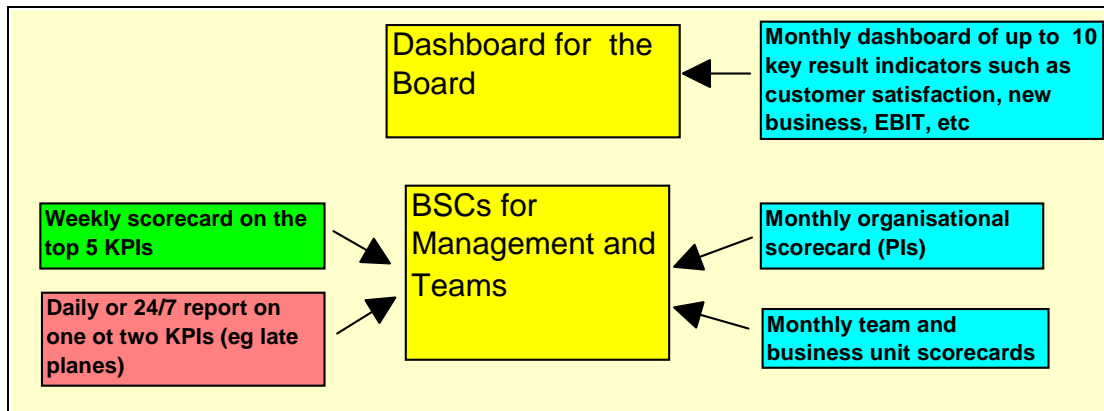 Dashboard for the
Board
Monthly dashboard of up to 10
key result indicators such as
customer satisfaction, new
business, EBIT, etc
Weekly scorecard on the
top 5 KPIs
BSCs for
Management and
Teams
Monthly organisational
scorecard (PIs)
Daily or 24/7 report on
one ot two KPIs (eg late
planes)
Monthly team and
business unit scorecards